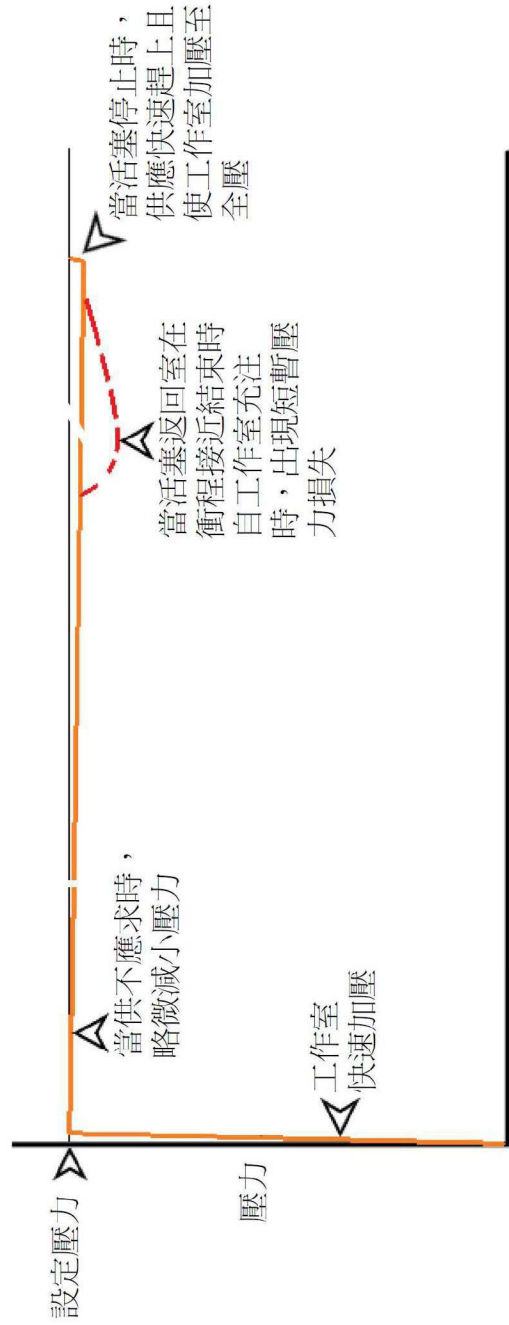 設定壓力
壓力
當供不應求時，
略微減小壓力
工作室
快速加壓
當活塞返回室在
衝程接近結束時
自工作室充注
時，出現短暫壓
力損失
當活塞停止時，
供應快速趕上且
使工作室加壓至
全壓